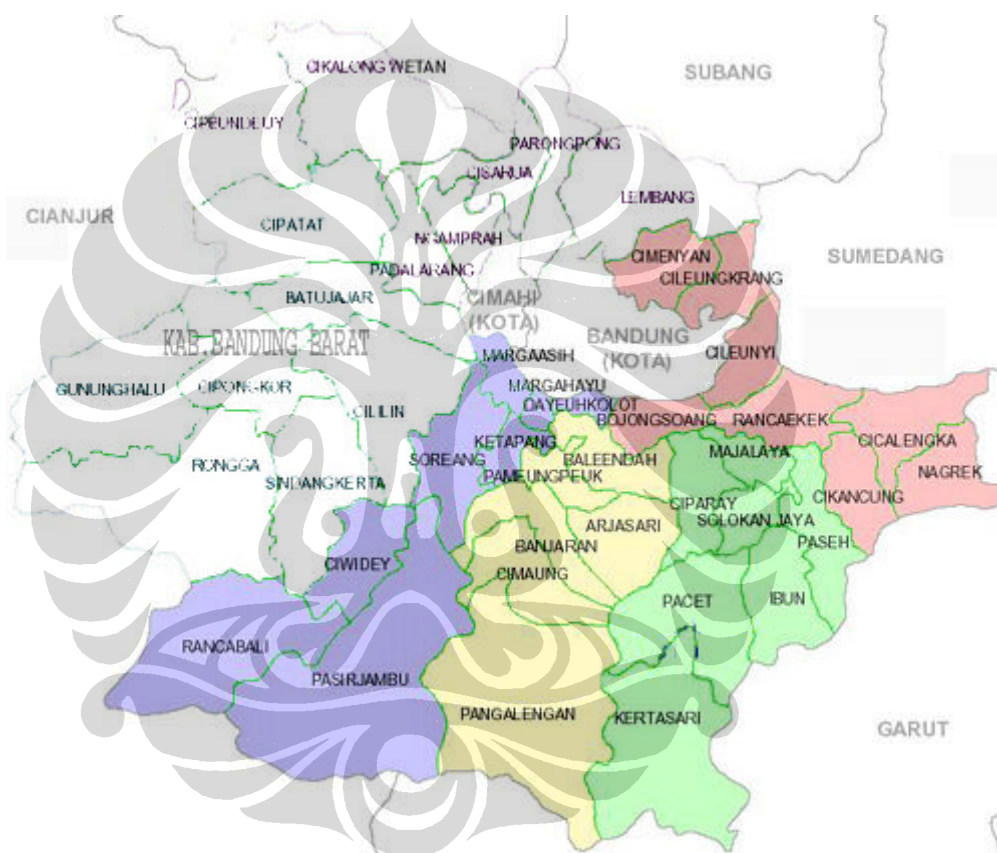 CIKALONG WETAN
SUBANG
CIPEUNDEUY
PARONGPONG
CISARUA
LEMBANG
CIANJUR
CIPATAT
NGAMPRAH
CIMENYAN
SUMEDANG
PADALARANG
CILEUNGKRANG
BATUJAJAR
CIMAHI
(KOTA)
BANDUNG
(KOTA)
KAB.BANDUNG BARAT
MARGAASIH
CILEUNYI
GUNUNGHALU
CIPONGKOR
MARGAHAYU
CILILIN
DAYEUHKOLOT
BOJONGSOANG
RANCAEKEK
KETAPANG
CICALENGKA
SOREANG
BALEENDAH
MAJALAYA
RONGGA
PAMEUNGPEUK
NAGREK
SINDANGKERTA
CIPARAY
CIKANCUNG
ARJASARI
SOLOKAN JAYA
BANJARAN
PASEH
CIWIDEY
CIMAUNG
PACET
IBUN
RANCABALI
PASIRJAMBU
PANGALENGAN
KERTASARI
GARUT